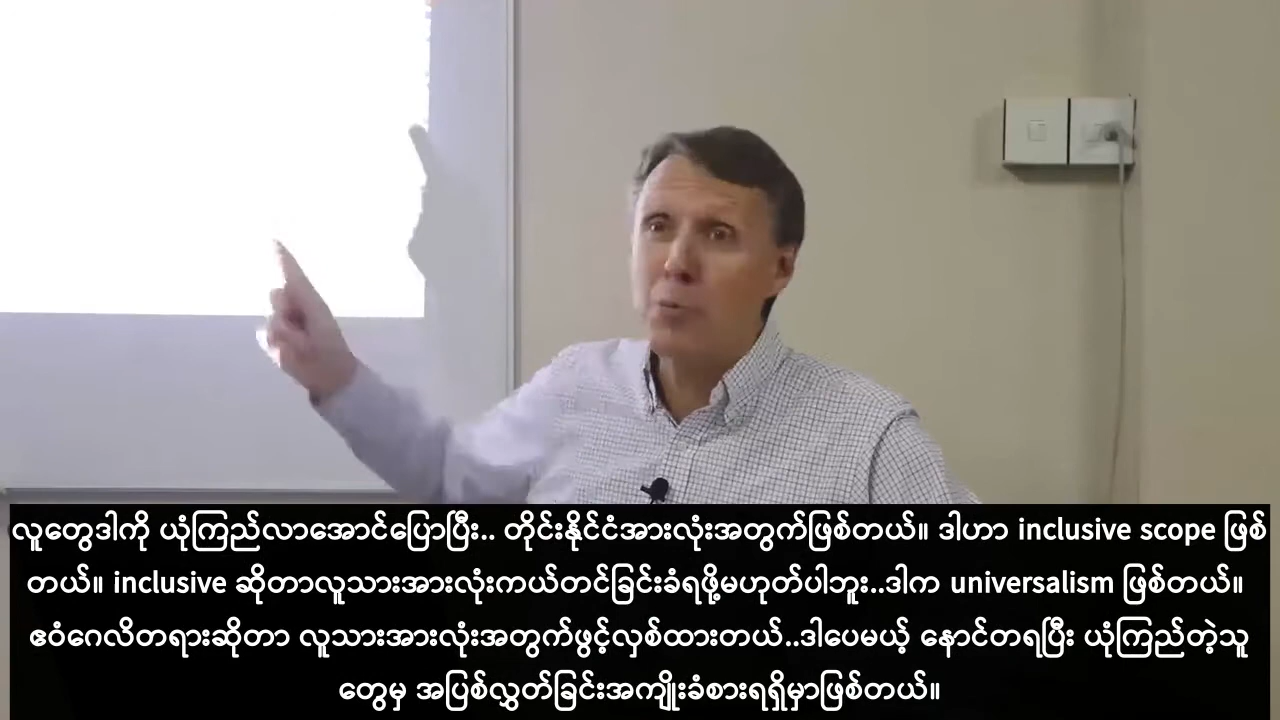 လူတွေဒါကို ယုံကြည်လာအောင်ပြောပြီး.. တိုင်းနိုင်ငံအားလုံးအတွက်ဖြစ်တယ်။ ဒါဟာ inclusive scope ဖြစ်
တယ်။ inclusive ဆိုတာလူသားအားလုံးကယ်တင်ခြင်းခံရဖို့မဟုတ်ပါဘူး..ဒါက universalism ဖြစ်တယ်။
ဧဝံဂေလိတရားဆိုတာ လူသားအားလုံးအတွက်ဖွင့်လှစ်ထားတယ်..ဒါပေမယ့် နောင်တရပြီး ယုံကြည်တဲ့သူ
တွေမှ အပြစ်လွှတ်ခြင်းအကျိုးခံစားရရှိမှာဖြစ်တယ်။